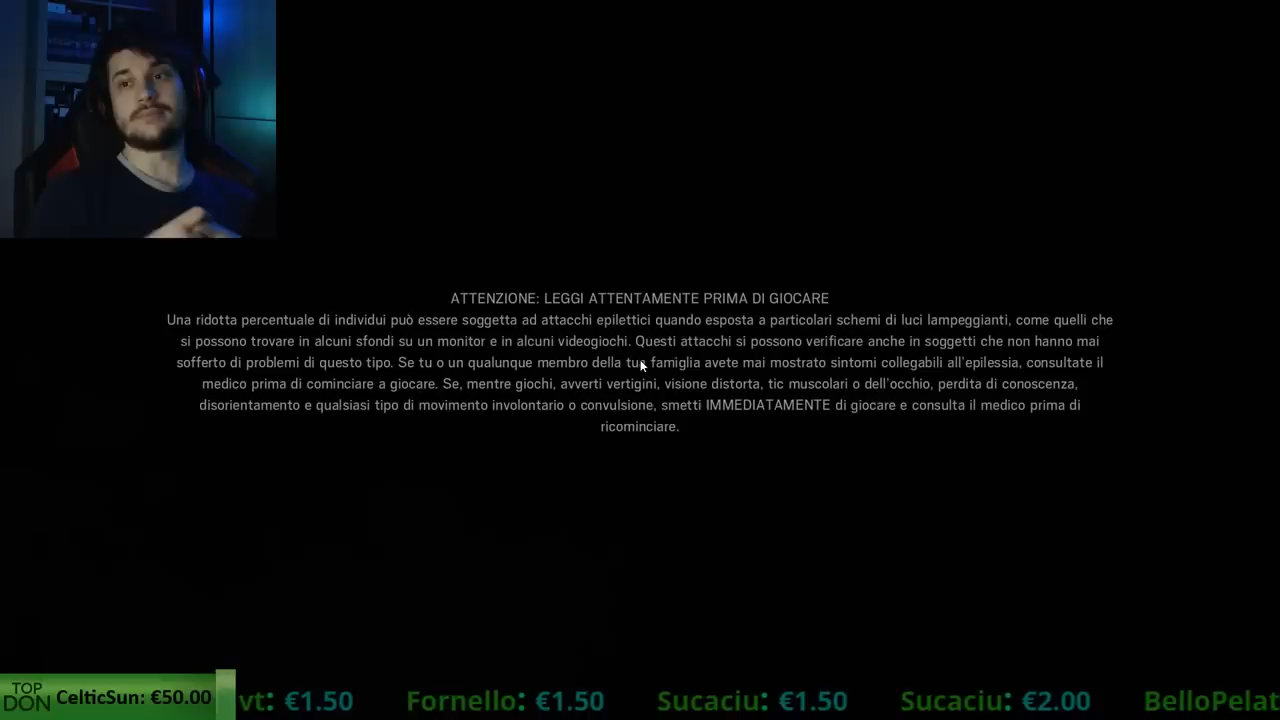 ATTENZIONE: LEGGI ATTENTAMENTE PRIMA DI GIOCARE
Una ridotta percentuale di individui può essere soggetta ad attacchi epilettici quando esposta a particolari schemi di luci lampeggianti, come quelli che
si possono trovare in alcuni sfondi su un monitor e in alcuni videogiochi. Questi attacchi si possono verificare anche in soggetti che non hanno mai
sofferto di problemi di questo tipo. Se tu o un qualunque membro della tua famiglia avete mai mostrato sintomi collegabili all'epilessia, consultate il
medico prima di cominciare a giocare. Se, mentre giochi, avverti vertigini, visione distorta, tic muscolari o dell'occhio, perdita di conoscenza,
disorientamento e qualsiasi tipo di movimento involontario o convulsione, smetti IMMEDIATAMENTE di giocare e consulta il medico prima di
ricominciare.
TOP DON CelticSun: €50.00 vt: €1.50 Fornello: €1.50 Sucaciu: €1.50 Sucaciu: €2.00 BelloPelat